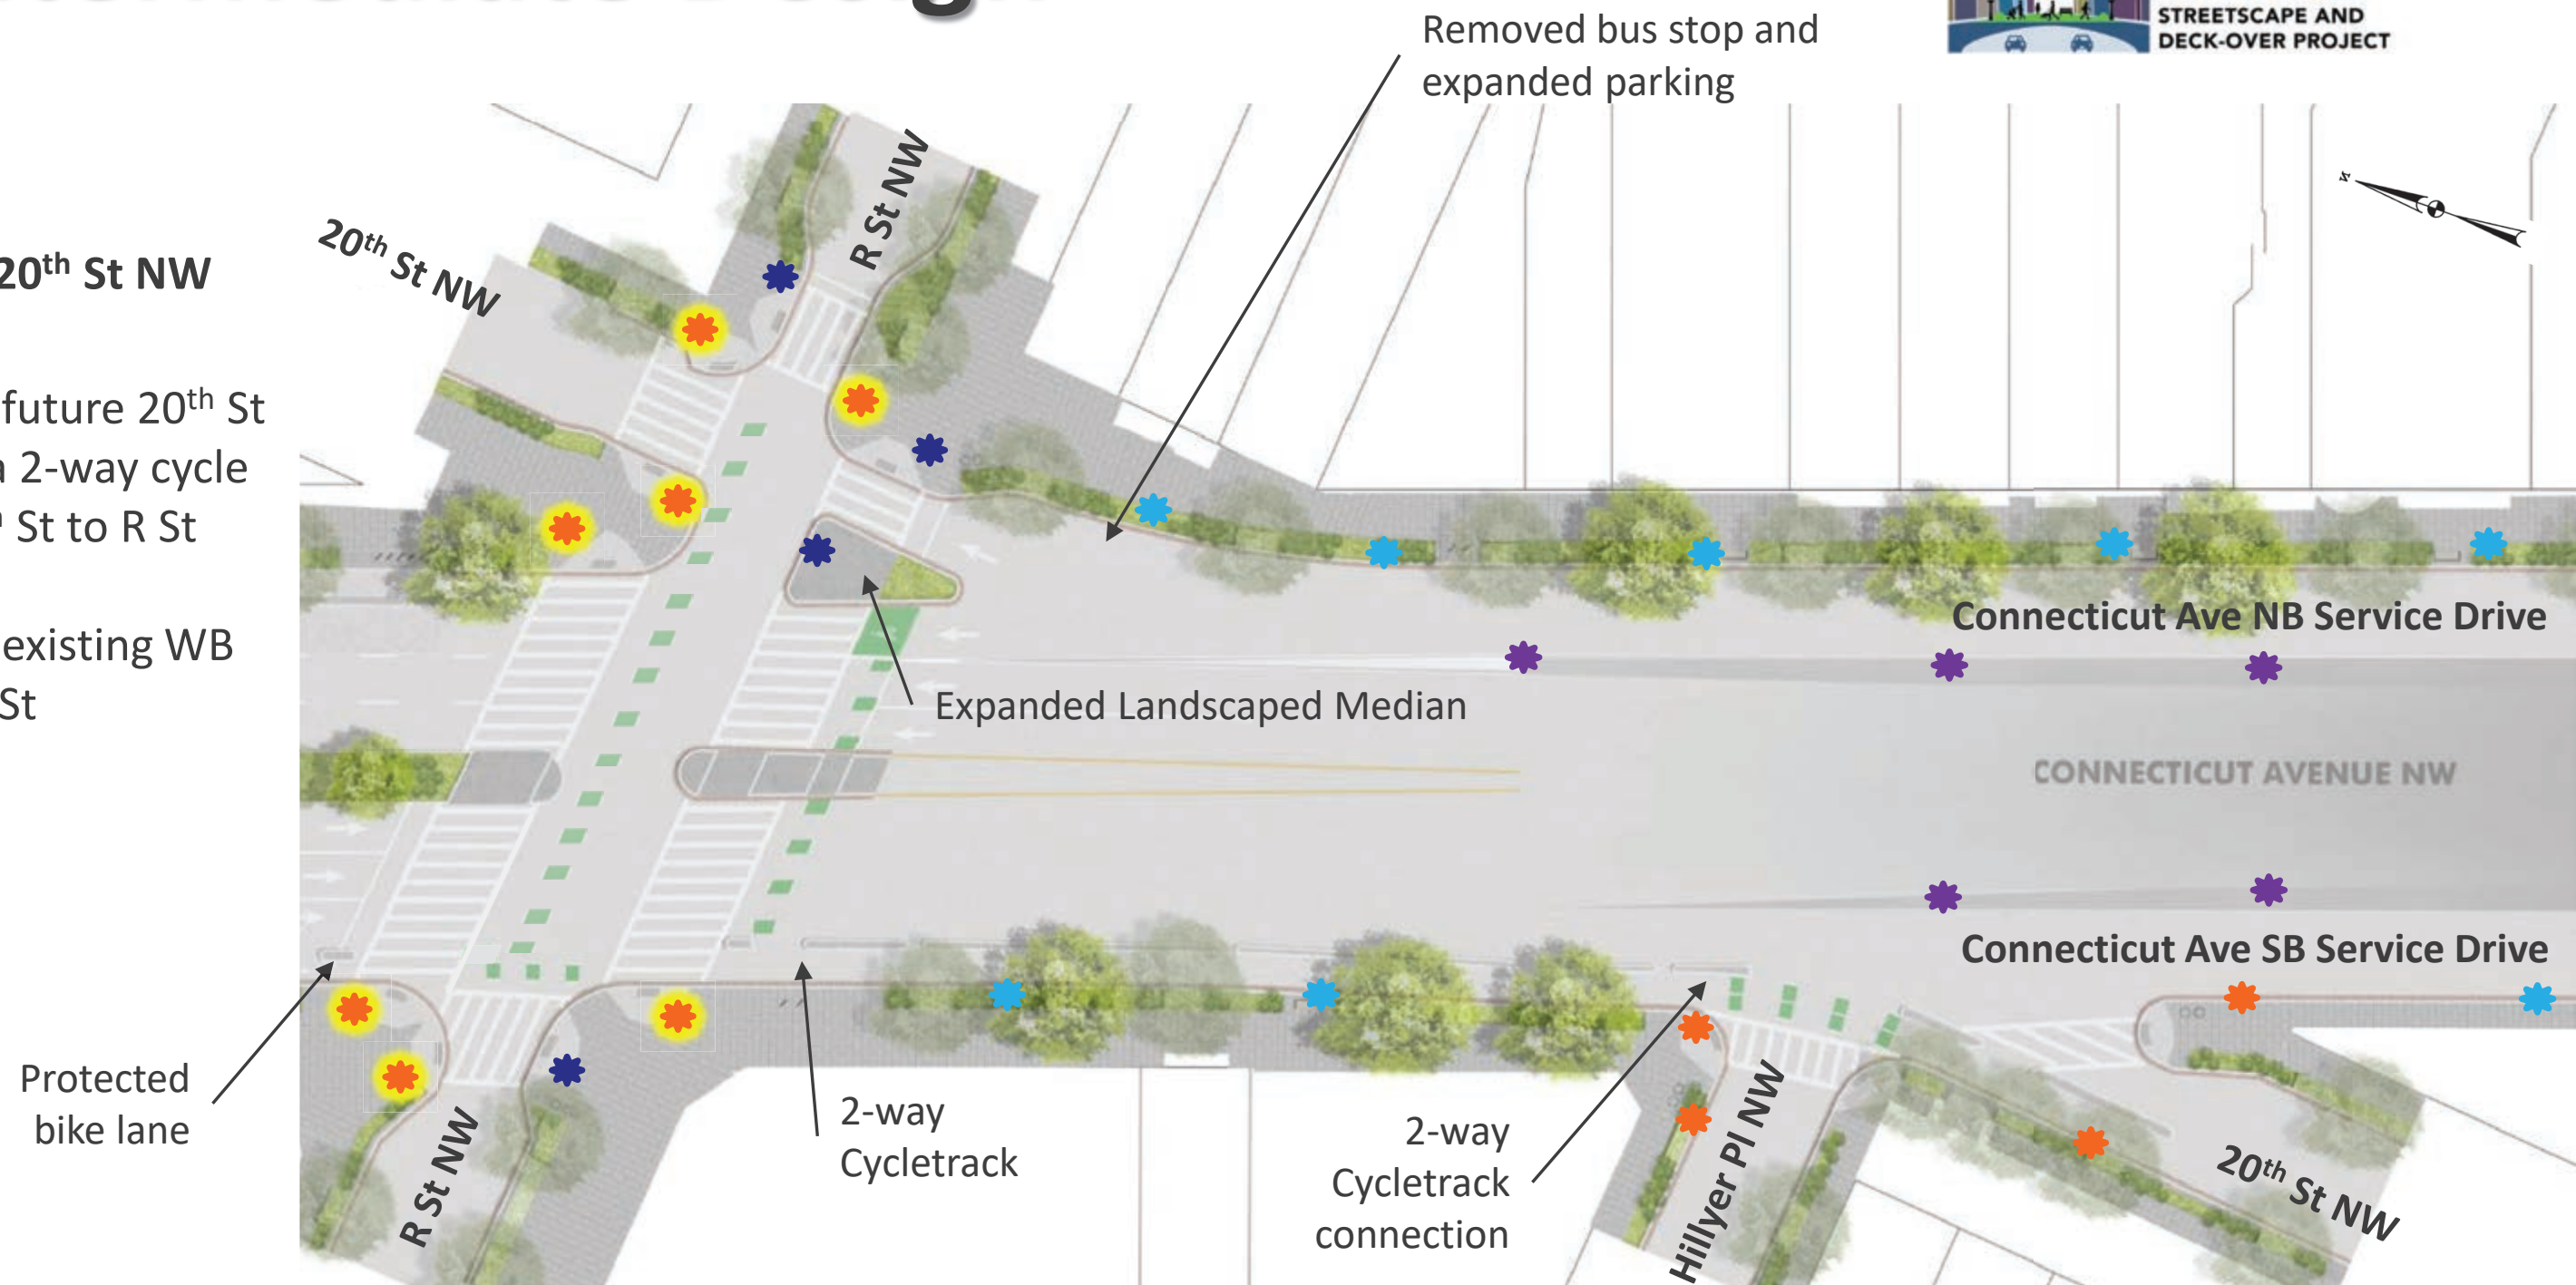 Design
STREETSCAPE AND
DECK-OVER PROJECT
Removed bus stop and
expanded parking
N
R St NW
20th St NW
20th St NW
future 20th St
a 2-way cycle
St to R St
existing WB
St
Connecticut Ave NB Service Drive
Expanded Landscaped Median
CONNECTICUT AVENUE NW
Connecticut Ave SB Service Drive
Protected
bike lane
2-way
Cycletrack
2-way
Cycletrack
connection
R St NW
Hillyer Pl NW
20th St NW